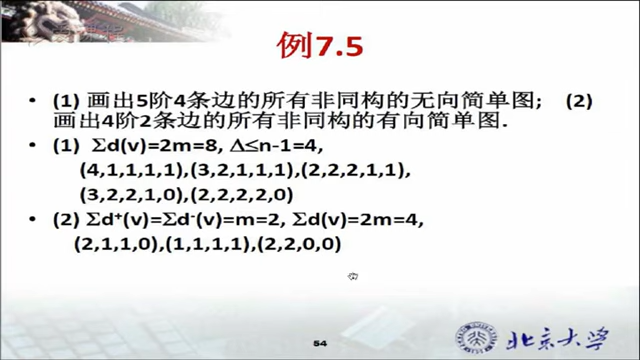 例7.5
• (1) 画出5阶4条边的所有非同构的无向简单图; (2)
画出4阶2条边的所有非同构的有向简单图.
• (1) Σd(v)=2m=8, Δ≤n-1=4,
(4,1,1,1,1),(3,2,1,1,1),(2,2,2,1,1),
(3,2,2,1,0),(2,2,2,2,0)
• (2) Σd⁺(v)=Σd⁻(v)=m=2, Σd(v)=2m=4,
(2,1,1,0),(1,1,1,1),(2,2,0,0)
54
北京大学